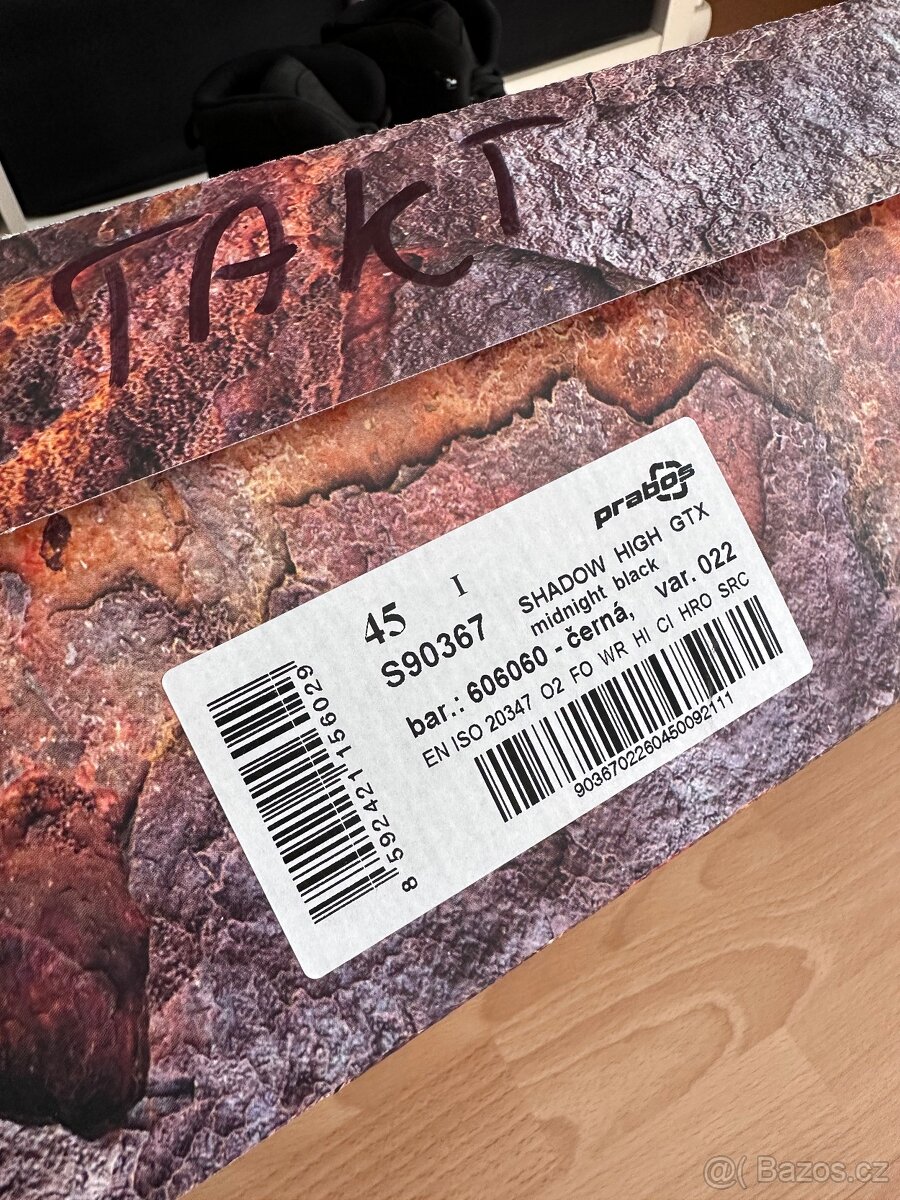 TAKT
prabos
45 I SHADOW HIGH GTX
S90367 midnight black
bar.: 606060 - černá, var. 022
EN ISO 20347 O2 FO WR HI CI HRO SRC
8 592421 156029
9036702260450092111
@( Bazos.cz